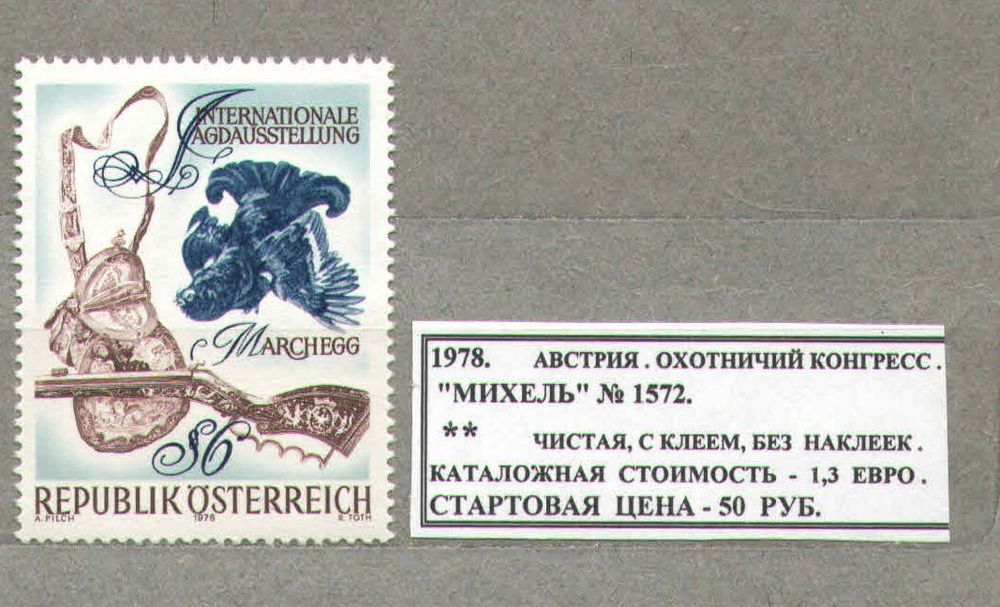 INTERNATIONALE
JAGDAUSSTELLUNG
MARCHEGG
S6
REPUBLIK ÖSTERREICH
A. PILCH 1978 R. TOTH
1978. АВСТРИЯ . ОХОТНИЧИЙ КОНГРЕСС .
"МИХЕЛЬ" № 1572.
** ЧИСТАЯ, С КЛЕЕМ, БЕЗ НАКЛЕЕК .
КАТАЛОЖНАЯ СТОИМОСТЬ - 1,3 ЕВРО .
СТАРТОВАЯ ЦЕНА - 50 РУБ.